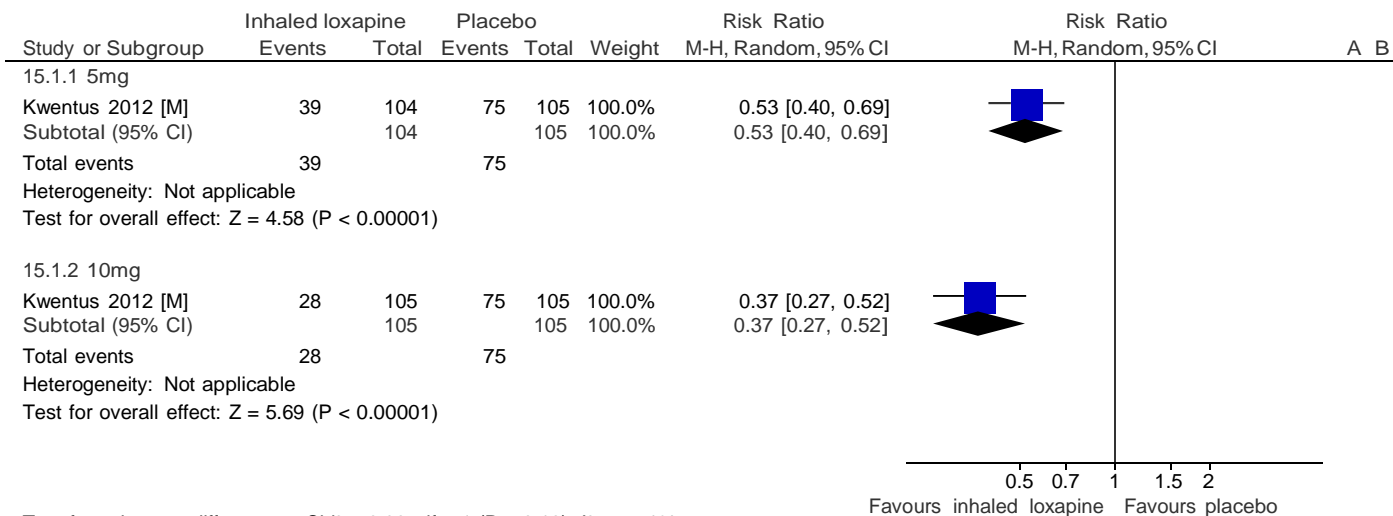 Inhaled loxapine Placebo Risk Ratio Risk Ratio
Study or Subgroup Events Total Events Total Weight M-H, Random, 95% CI M-H, Random, 95% CI A B
15.1.1 5mg
Kwentus 2012 [M] 39 104 75 105 100.0% 0.53 [0.40, 0.69]
Subtotal (95% CI) 104 105 100.0% 0.53 [0.40, 0.69]
Total events 39 75
Heterogeneity: Not applicable
Test for overall effect: Z = 4.58 (P < 0.00001)
15.1.2 10mg
Kwentus 2012 [M] 28 105 75 105 100.0% 0.37 [0.27, 0.52]
Subtotal (95% CI) 105 105 100.0% 0.37 [0.27, 0.52]
Total events 28 75
Heterogeneity: Not applicable
Test for overall effect: Z = 5.69 (P < 0.00001)
0.5 0.7 1 1.5 2
Favours inhaled loxapine Favours placebo